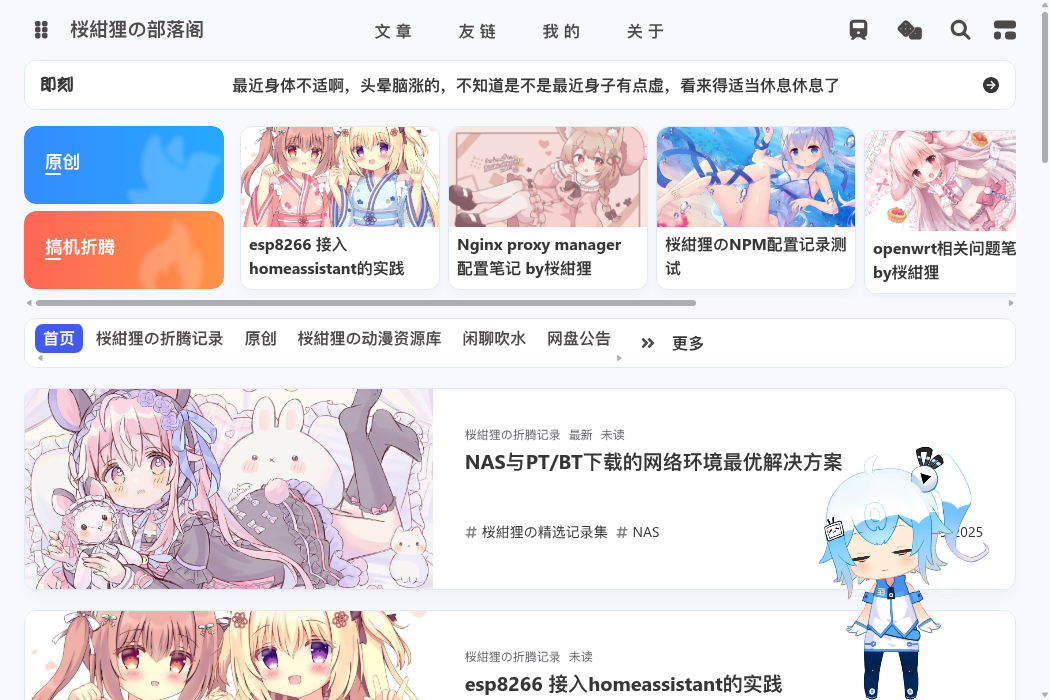 桜紺狸の部落阁
文章 友链 我的 关于
即刻
最近身体不适啊，头晕脑涨的，不知道是不是最近身子有点虚，看来得适当休息休息了
原创
搞机折腾
esp8266 接入
homeassistant的实践
Nginx proxy manager
配置笔记 by桜紺狸
桜紺狸のNPM配置记录测
试
openwrt相关问题笔
by桜紺狸
首页 桜紺狸の折腾记录 原创 桜紺狸の动漫资源库 闲聊吹水 网盘公告 更多
桜紺狸の折腾记录 最新 未读
NAS与PT/BT下载的网络环境最优解决方案
# 桜紺狸の精选记录集 # NAS
2025
桜紺狸の折腾记录 未读
esp8266 接入homeassistant的实践